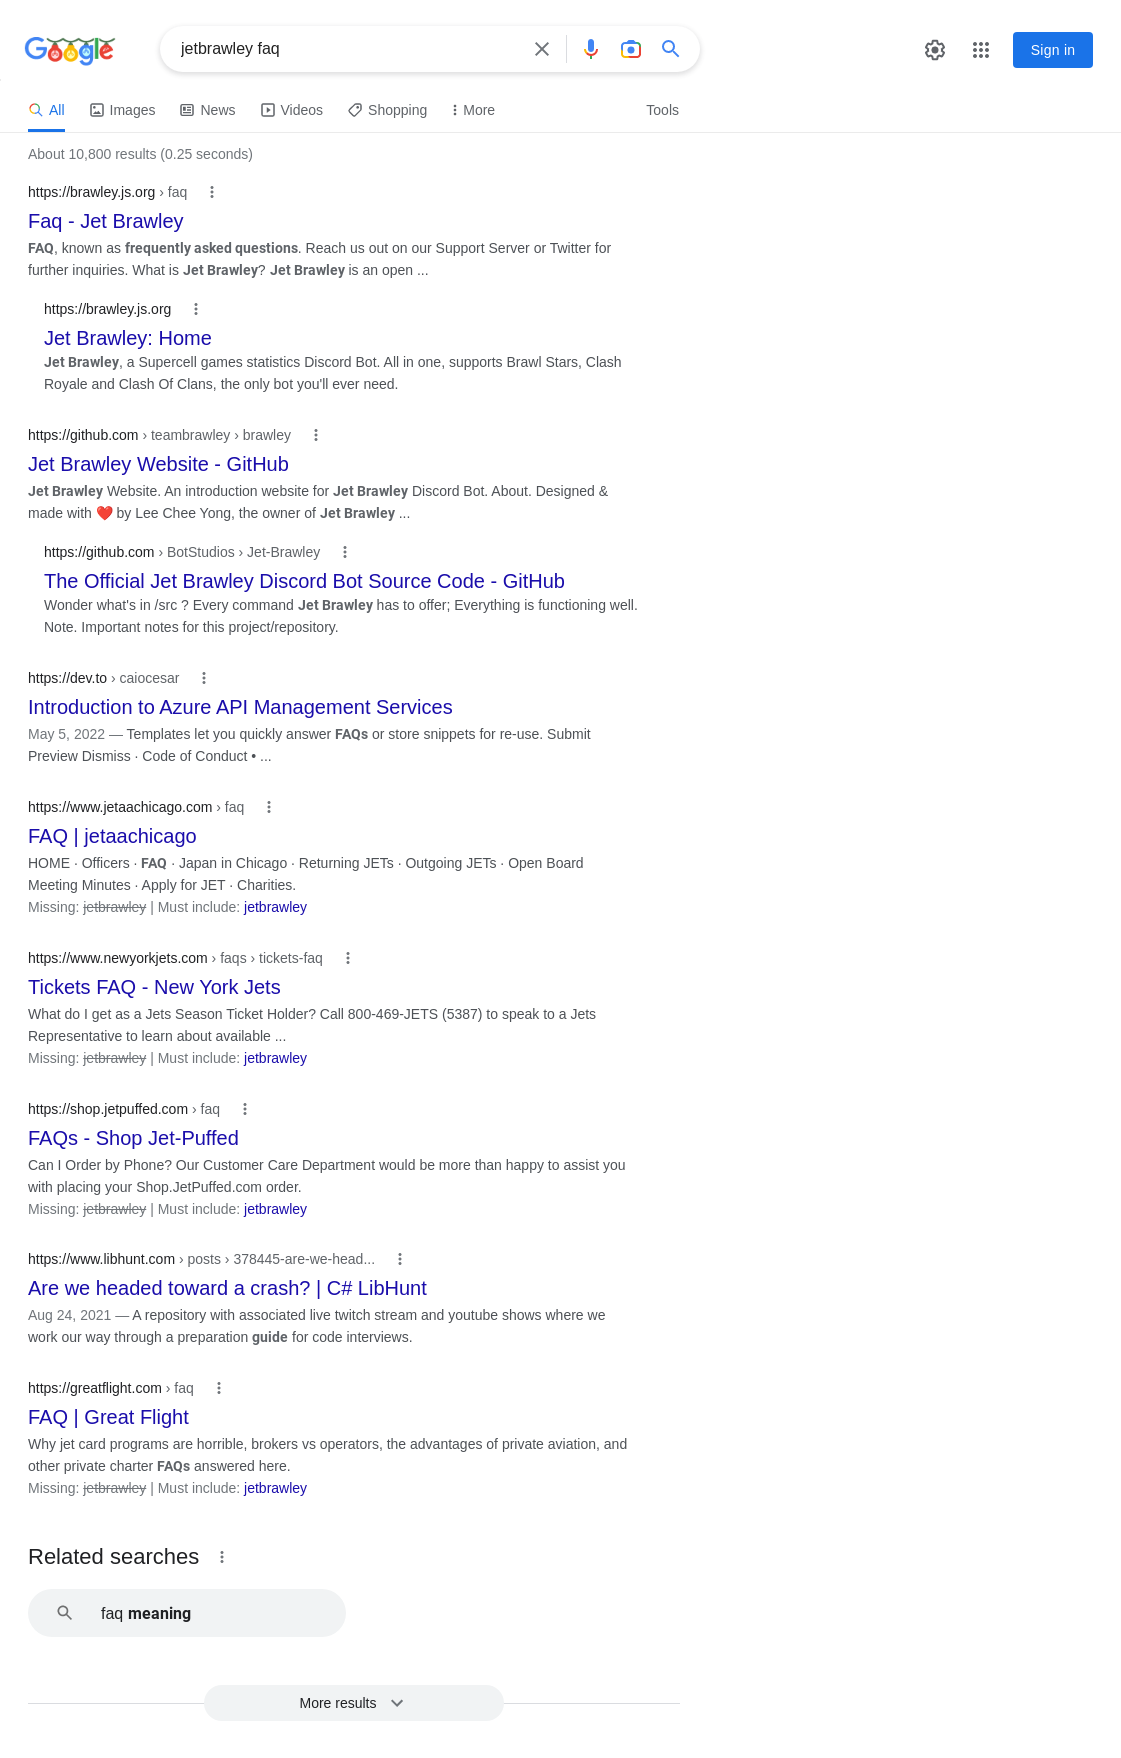 Google
jetbrawley faq
Sign in
All
Images
News
Videos
Shopping
More
Tools
About 10,800 results (0.25 seconds)
https://brawley.js.org › faq
Faq - Jet Brawley
FAQ, known as frequently asked questions. Reach us out on our Support Server or Twitter for
further inquiries. What is Jet Brawley? Jet Brawley is an open ...
https://brawley.js.org
Jet Brawley: Home
Jet Brawley, a Supercell games statistics Discord Bot. All in one, supports Brawl Stars, Clash
Royale and Clash Of Clans, the only bot you'll ever need.
https://github.com › teambrawley › brawley
Jet Brawley Website - GitHub
Jet Brawley Website. An introduction website for Jet Brawley Discord Bot. About. Designed &
made with ❤️ by Lee Chee Yong, the owner of Jet Brawley ...
https://github.com › BotStudios › Jet-Brawley
The Official Jet Brawley Discord Bot Source Code - GitHub
Wonder what's in /src ? Every command Jet Brawley has to offer; Everything is functioning well.
Note. Important notes for this project/repository.
https://dev.to › caiocesar
Introduction to Azure API Management Services
May 5, 2022 — Templates let you quickly answer FAQs or store snippets for re-use. Submit
Preview Dismiss · Code of Conduct • ...
https://www.jetaachicago.com › faq
FAQ | jetaachicago
HOME · Officers · FAQ · Japan in Chicago · Returning JETs · Outgoing JETs · Open Board
Meeting Minutes · Apply for JET · Charities.
Missing: jetbrawley | Must include: jetbrawley
https://www.newyorkjets.com › faqs › tickets-faq
Tickets FAQ - New York Jets
What do I get as a Jets Season Ticket Holder? Call 800-469-JETS (5387) to speak to a Jets
Representative to learn about available ...
Missing: jetbrawley | Must include: jetbrawley
https://shop.jetpuffed.com › faq
FAQs - Shop Jet-Puffed
Can I Order by Phone? Our Customer Care Department would be more than happy to assist you
with placing your Shop.JetPuffed.com order.
Missing: jetbrawley | Must include: jetbrawley
https://www.libhunt.com › posts › 378445-are-we-head...
Are we headed toward a crash? | C# LibHunt
Aug 24, 2021 — A repository with associated live twitch stream and youtube shows where we
work our way through a preparation guide for code interviews.
https://greatflight.com › faq
FAQ | Great Flight
Why jet card programs are horrible, brokers vs operators, the advantages of private aviation, and
other private charter FAQs answered here.
Missing: jetbrawley | Must include: jetbrawley
Related searches
faq meaning
More results